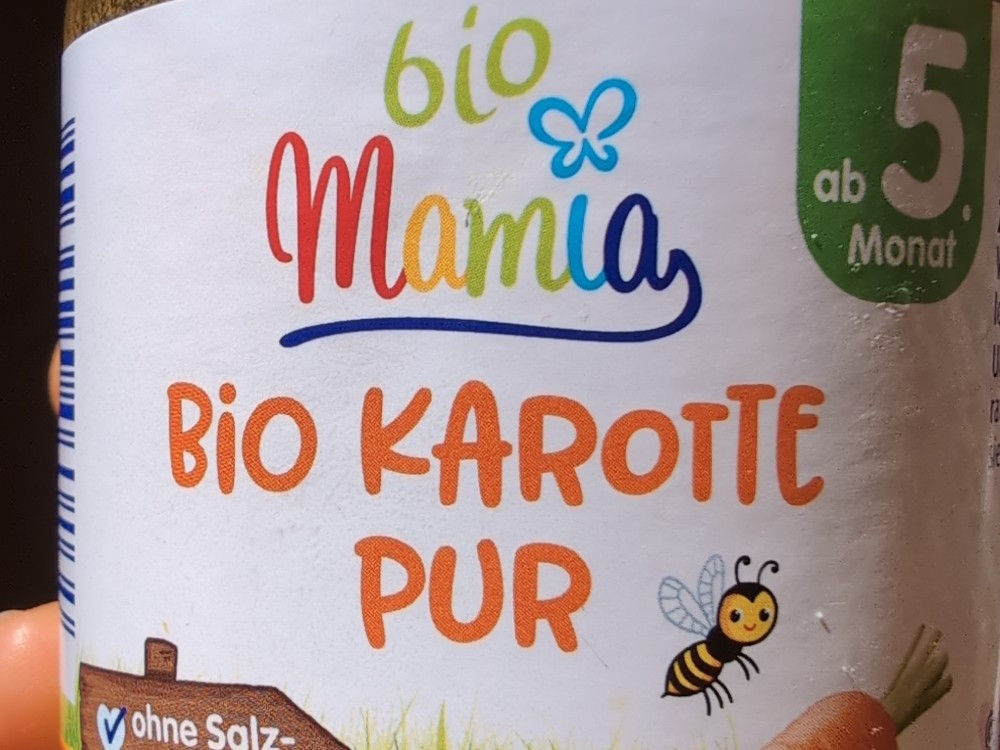 bio
Mamia
ab 5.
Monat
BiO KAROTTE
PUR
ohne Salz-